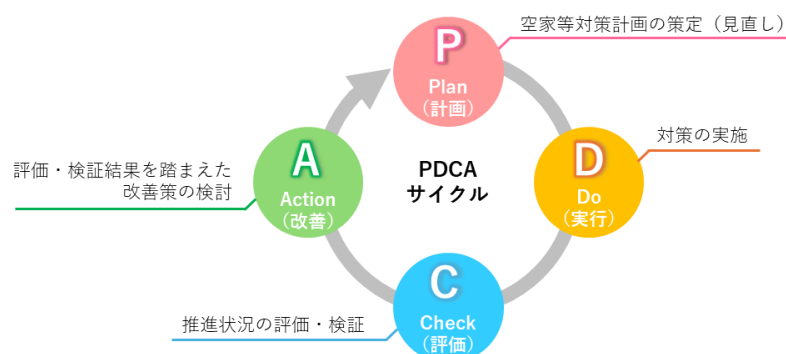 空家等対策計画の策定（見直し）
P
Plan
（計画）
対策の実施
D
Do
（実行）
PDCA
サイクル
A
Action
（改善）
評価・検証結果を踏まえた
改善策の検討
C
Check
（評価）
推進状況の評価・検証